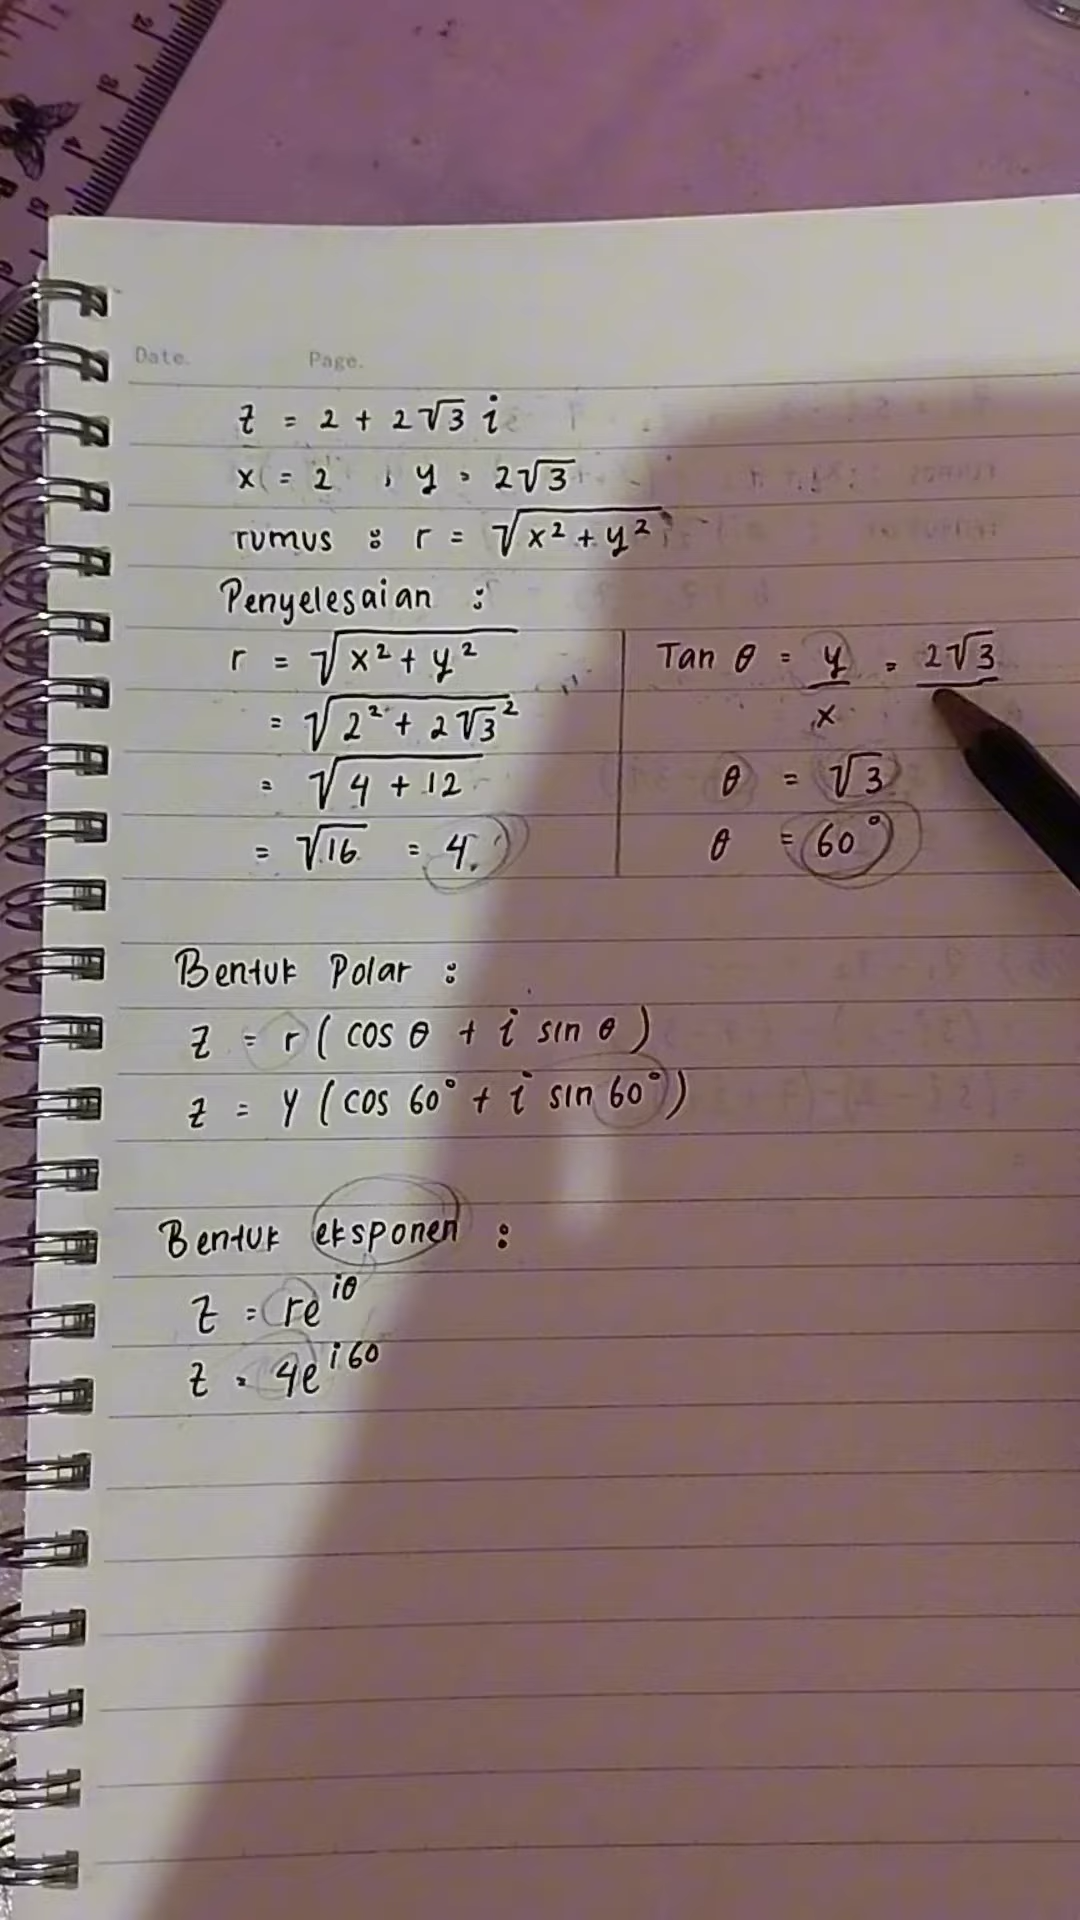 Date. Page.
z = 2 + 2√3 i
x = 2 , y = 2√3
rumus : r = √x² + y²
Penyelesaian :
r = √x² + y²
= √2² + 2√3²
= √4 + 12
= √16 = 4.
Tan θ = y/x = 2√3
θ = √3
θ = 60°
Bentuk Polar :
z = r ( cos θ + i sin θ )
z = 4 ( cos 60° + i sin 60° )
Bentuk eksponen :
z = re^iθ
z = 4e^i60